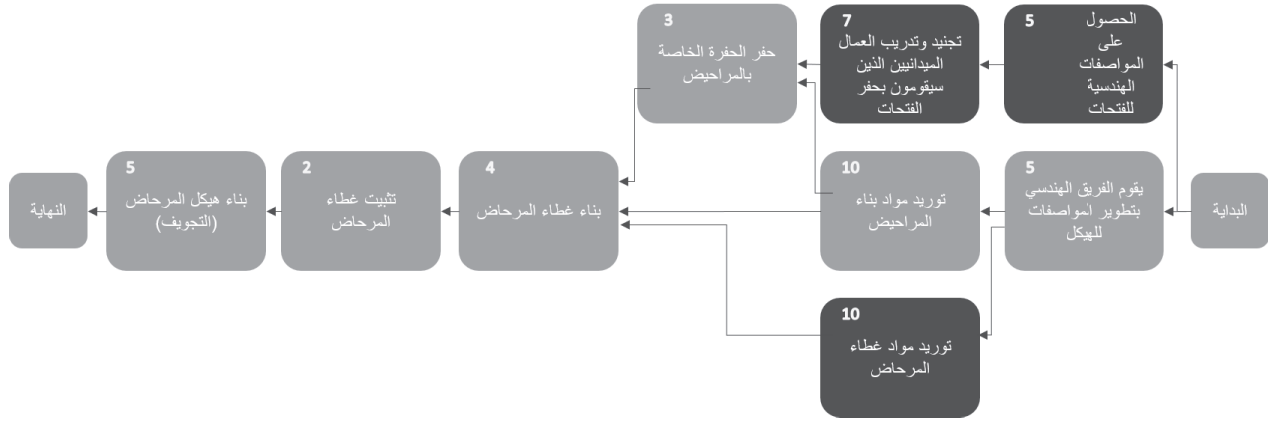 البداية
5
الحصول
على
المواصفات
الهندسية
للفتحات
7
تجنيد وتدريب العمال
الميدانيين الذين
سيقومون بحفر
الفتحات
3
حفر الحفرة الخاصة
بالمراحيض
5
يقوم الفريق الهندسي
بتطوير المواصفات
للهيكل
10
توريد مواد بناء
المراحيض
10
توريد مواد غطاء
المرحاض
4
بناء غطاء المرحاض
2
تثبيت غطاء
المرحاض
5
بناء هيكل المرحاض
(التجويف)
النهاية